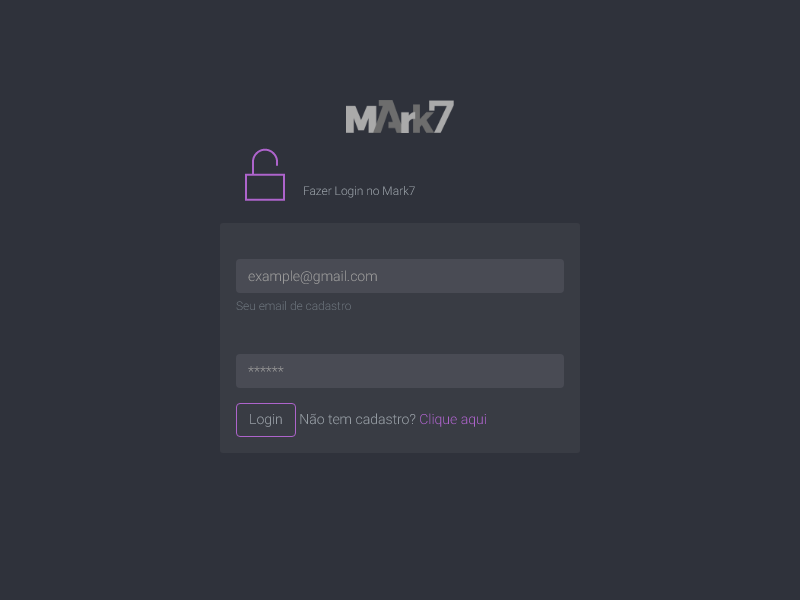 MArk7
Fazer Login no Mark7
example@gmail.com
Seu email de cadastro
******
Login Não tem cadastro? Clique aqui